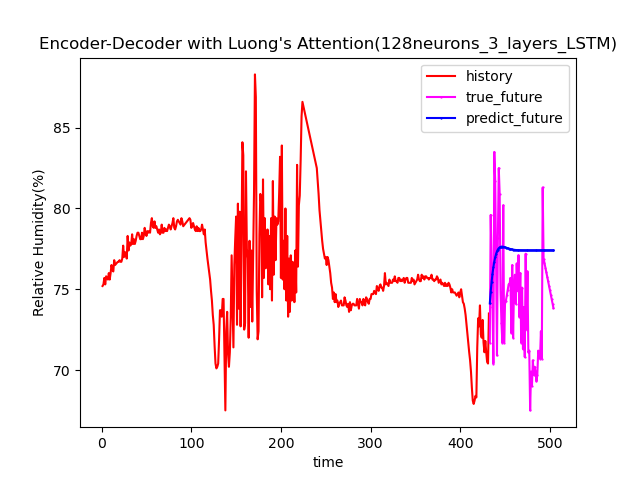 Encoder-Decoder with Luong's Attention(128neurons_3_layers_LSTM)
history
true_future
predict_future
Relative Humidity(%)
85
80
75
70
0 100 200 300 400 500
time